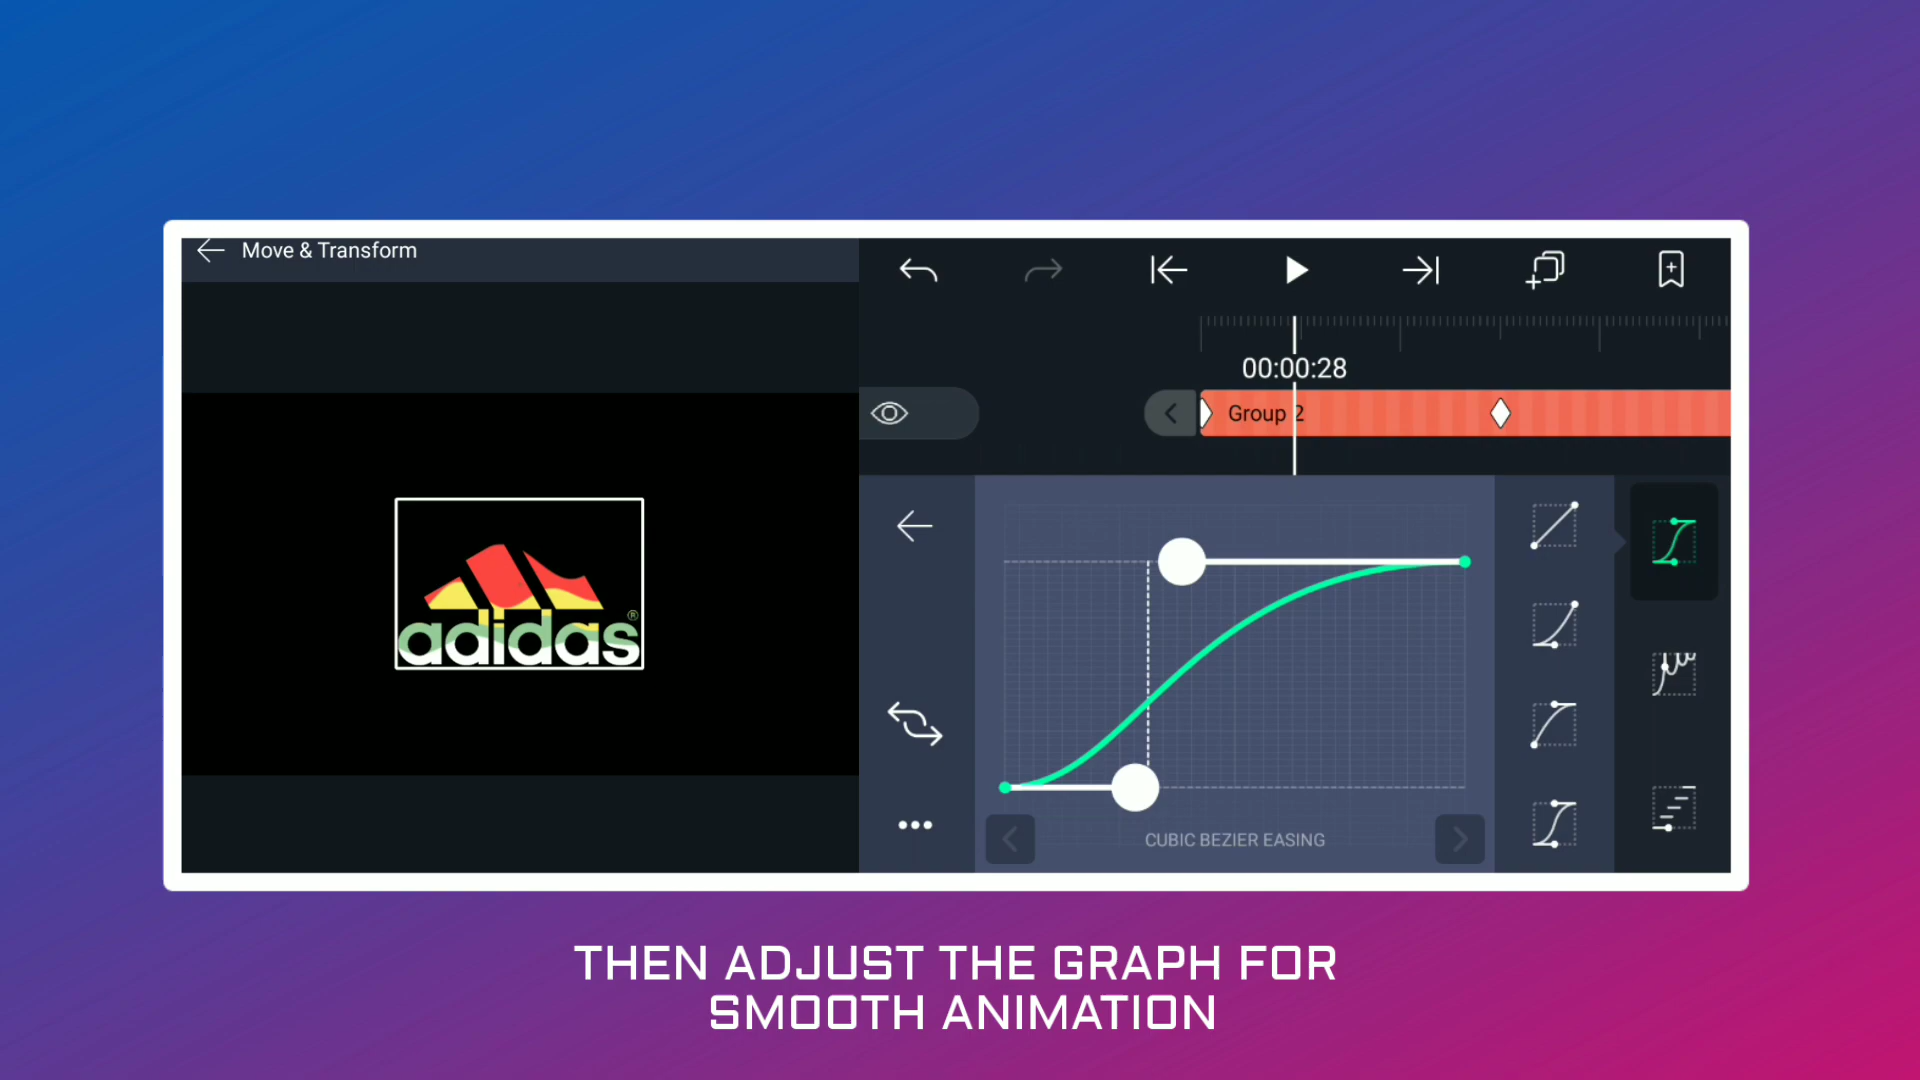 Move & Transform
00:00:28
Group 2
adidas®
CUBIC BEZIER EASING
THEN ADJUST THE GRAPH FOR
SMOOTH ANIMATION